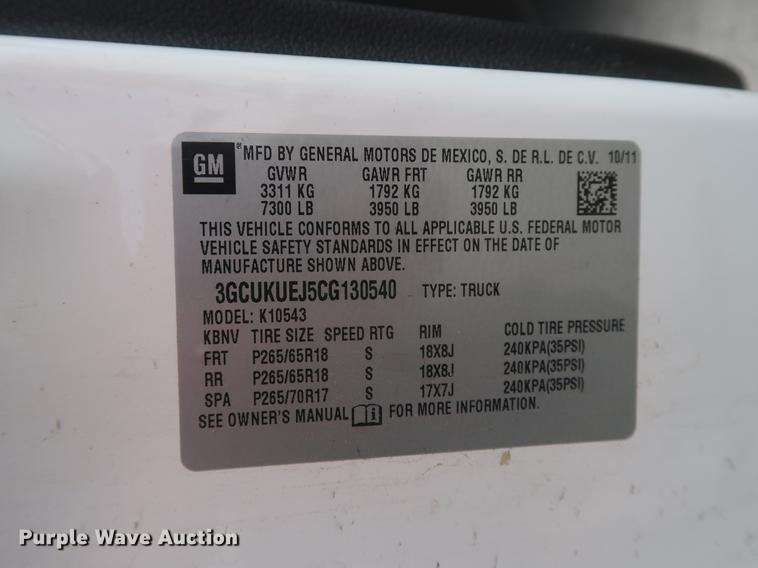 GM ® MFD BY GENERAL MOTORS DE MEXICO, S. DE R.L. DE C.V. 10/11
GVWR GAWR FRT GAWR RR
3311 KG 1792 KG 1792 KG
7300 LB 3950 LB 3950 LB
THIS VEHICLE CONFORMS TO ALL APPLICABLE U.S. FEDERAL MOTOR
VEHICLE SAFETY STANDARDS IN EFFECT ON THE DATE OF
MANUFACTURE SHOWN ABOVE.
3GCUKUEJ5CG130540 TYPE: TRUCK
MODEL: K10543
KBNV TIRE SIZE SPEED RTG RIM COLD TIRE PRESSURE
FRT P265/65R18 S 18X8J 240KPA(35PSI)
RR P265/65R18 S 18X8J 240KPA(35PSI)
SPA P265/70R17 S 17X7J 240KPA(35PSI)
SEE OWNER'S MANUAL FOR MORE INFORMATION.
Purple Wave Auction